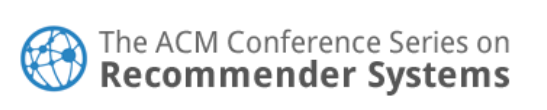 The ACM Conference Series on
Recommender Systems